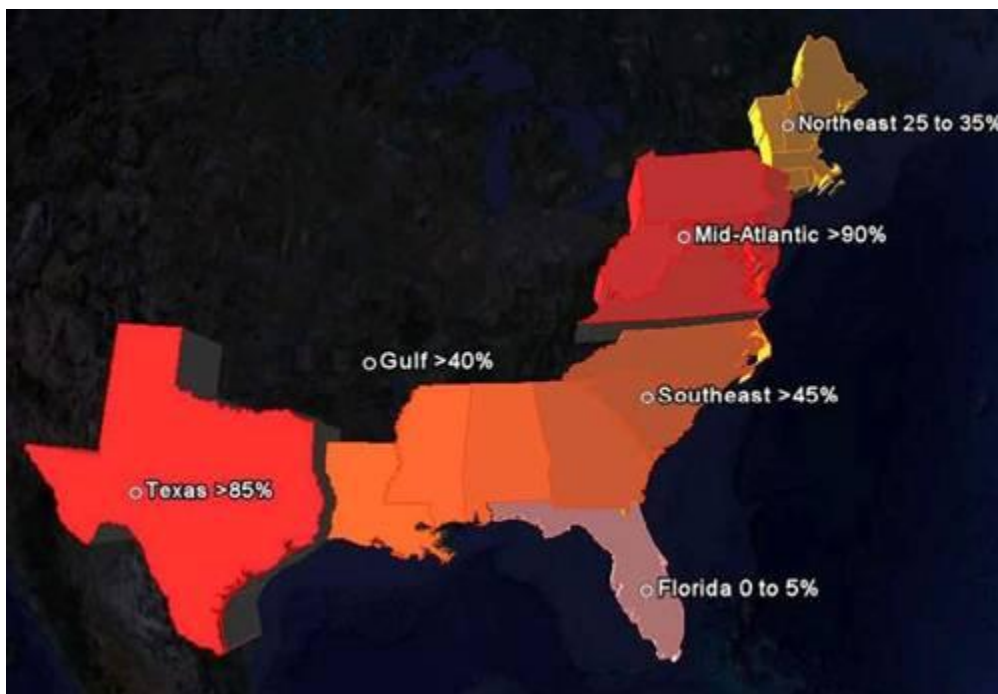 Northeast 25 to 35%
Mid-Atlantic >90%
Gulf >40%
Southeast >45%
Texas >85%
Florida 0 to 5%